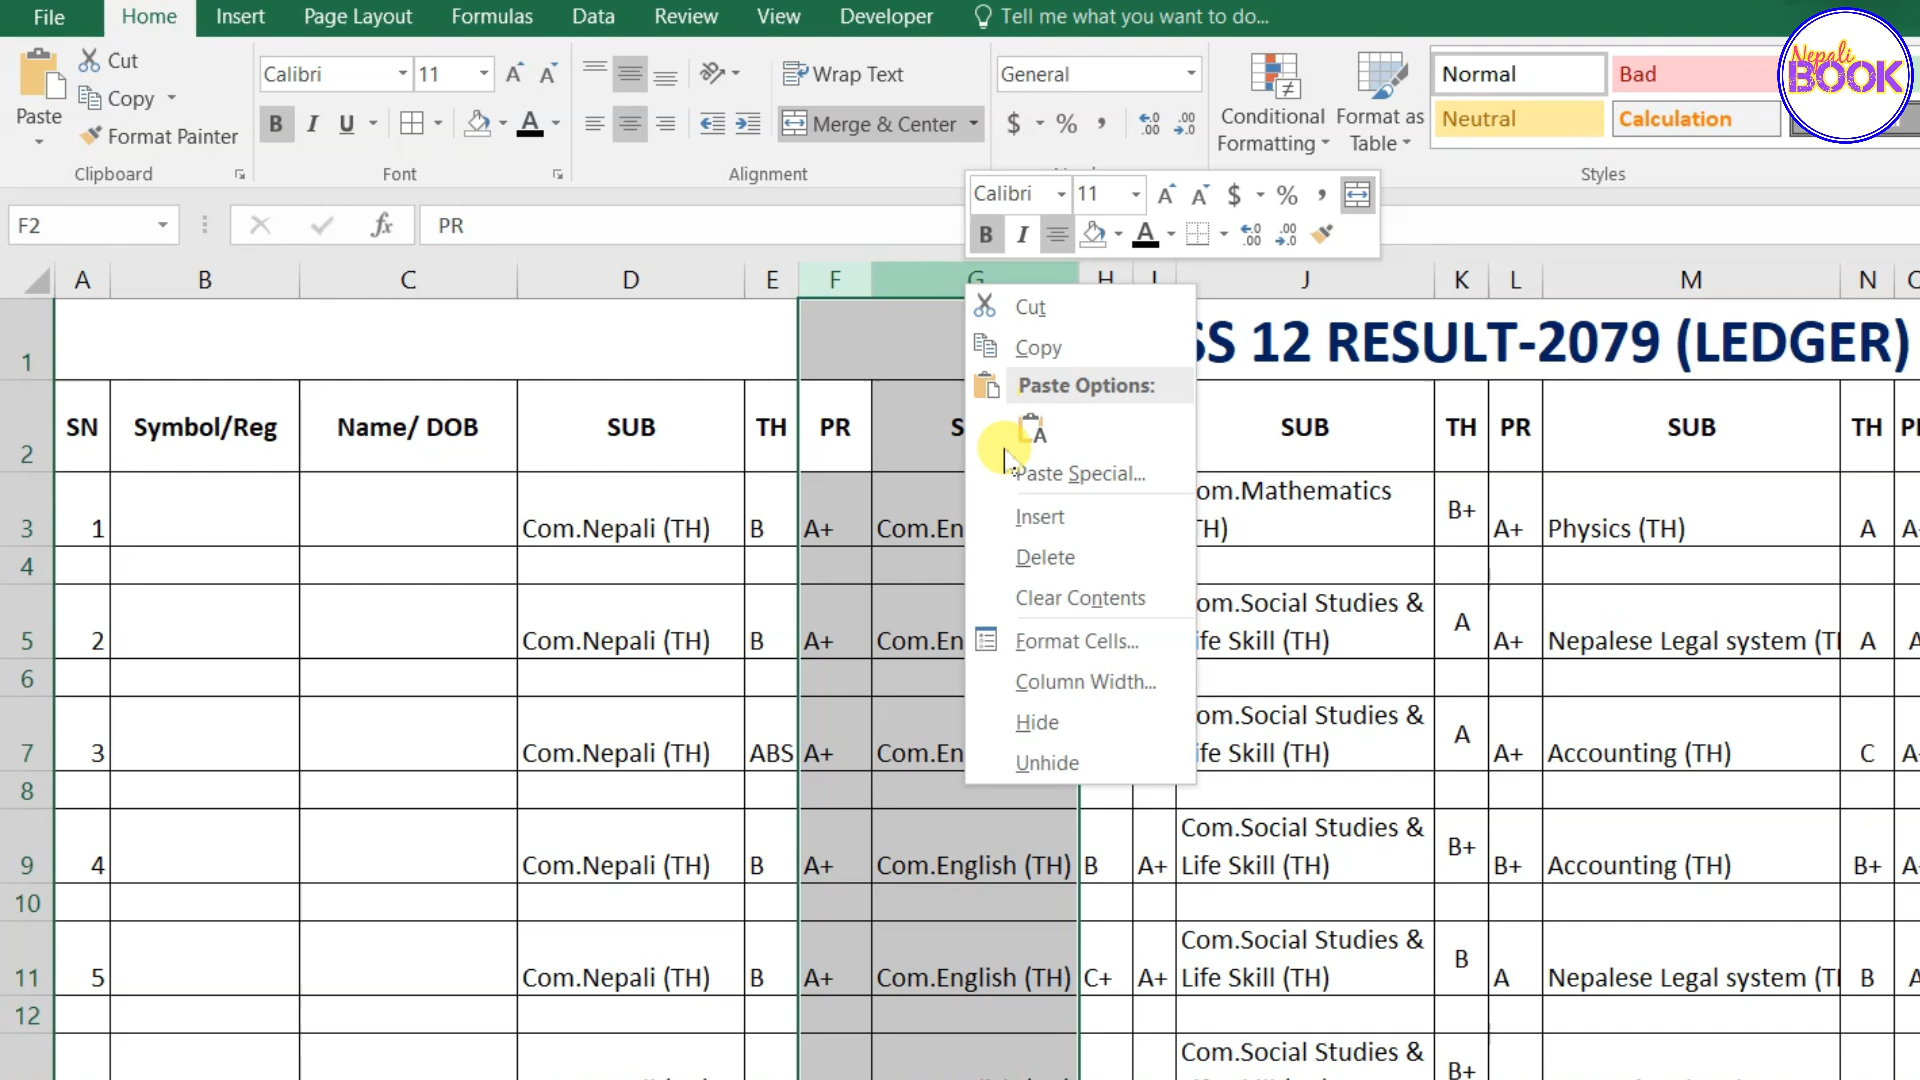 File Home Insert Page Layout Formulas Data Review View Developer Tell me what you want to do...
Nepali
BOOK
Cut
Copy
Format Painter
Paste
Clipboard
Calibri 11
B I U A
Font
Wrap Text
Merge & Center
Alignment
General
$ % ,
Conditional
Formatting
Format as
Table
Normal Bad
Neutral Calculation
Styles
Calibri 11 A A $ % ,
B I A
F2 fx PR
A B C D E F G H I J K L M N
Cut
Copy
Paste Options:
Paste Special...
Insert
Delete
Clear Contents
Format Cells...
Column Width...
Hide
Unhide
1 SS 12 RESULT-2079 (LEDGER)
2 SN Symbol/Reg Name/ DOB SUB TH PR S SUB TH PR SUB TH
3 1 Com.Nepali (TH) B A+ Com.En om.Mathematics TH) B+ A+ Physics (TH) A
4
5 2 Com.Nepali (TH) B A+ Com.En om.Social Studies & ife Skill (TH) A A+ Nepalese Legal system (T A
6
7 3 Com.Nepali (TH) ABS A+ Com.En om.Social Studies & ife Skill (TH) A A+ Accounting (TH) C
8
9 4 Com.Nepali (TH) B A+ Com.English (TH) B A+ Com.Social Studies & Life Skill (TH) B+ B+ Accounting (TH) B+
10
11 5 Com.Nepali (TH) B A+ Com.English (TH) C+ A+ Com.Social Studies & Life Skill (TH) B A Nepalese Legal system (T B
12
Com.Social Studies & B+